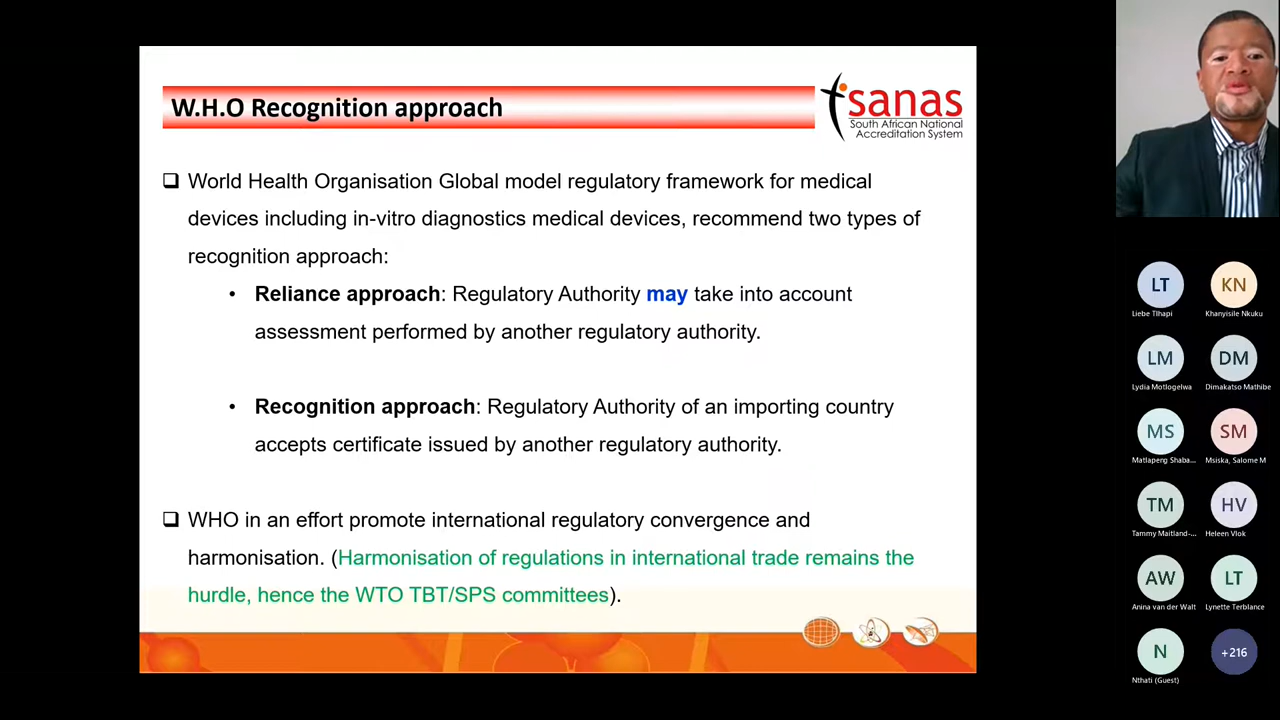 W.H.O Recognition approach
sanas
South African National
Accreditation System
❑ World Health Organisation Global model regulatory framework for medical
devices including in-vitro diagnostics medical devices, recommend two types of
recognition approach:
• Reliance approach: Regulatory Authority may take into account
assessment performed by another regulatory authority.
• Recognition approach: Regulatory Authority of an importing country
accepts certificate issued by another regulatory authority.
❑ WHO in an effort promote international regulatory convergence and
harmonisation. (Harmonisation of regulations in international trade remains the
hurdle, hence the WTO TBT/SPS committees).
LT KN
Liebe Tlhapi Khanyisile Nkuku
LM DM
Lydia Motlogelwa Dimakatso Mathibe
MS SM
Matlapeng Shaba... Msiska, Salome M
TM HV
Tammy Maitland-... Heleen Vlok
AW LT
Anina van der Walt Lynette Terblance
N +216
Nthati (Guest)